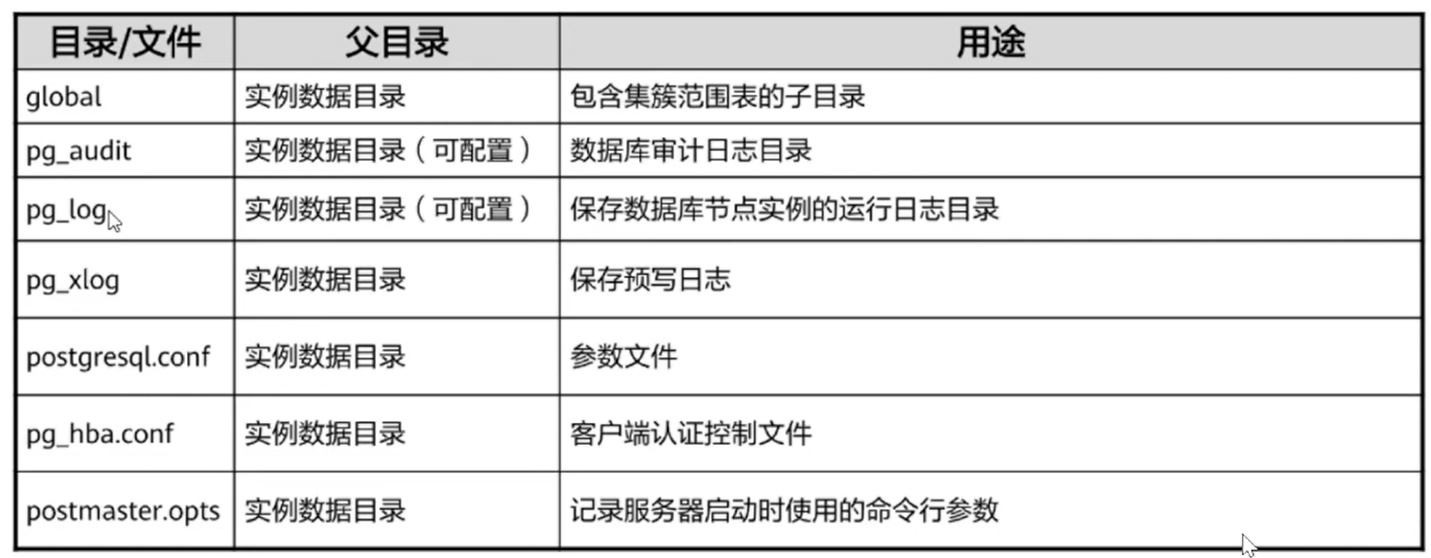 目录/文件 父目录 用途
global 实例数据目录 包含集簇范围表的子目录
pg_audit 实例数据目录（可配置） 数据库审计日志目录
pg_log 实例数据目录（可配置） 保存数据库节点实例的运行日志目录
pg_xlog 实例数据目录 保存预写日志
postgresql.conf 实例数据目录 参数文件
pg_hba.conf 实例数据目录 客户端认证控制文件
postmaster.opts 实例数据目录 记录服务器启动时使用的命令行参数